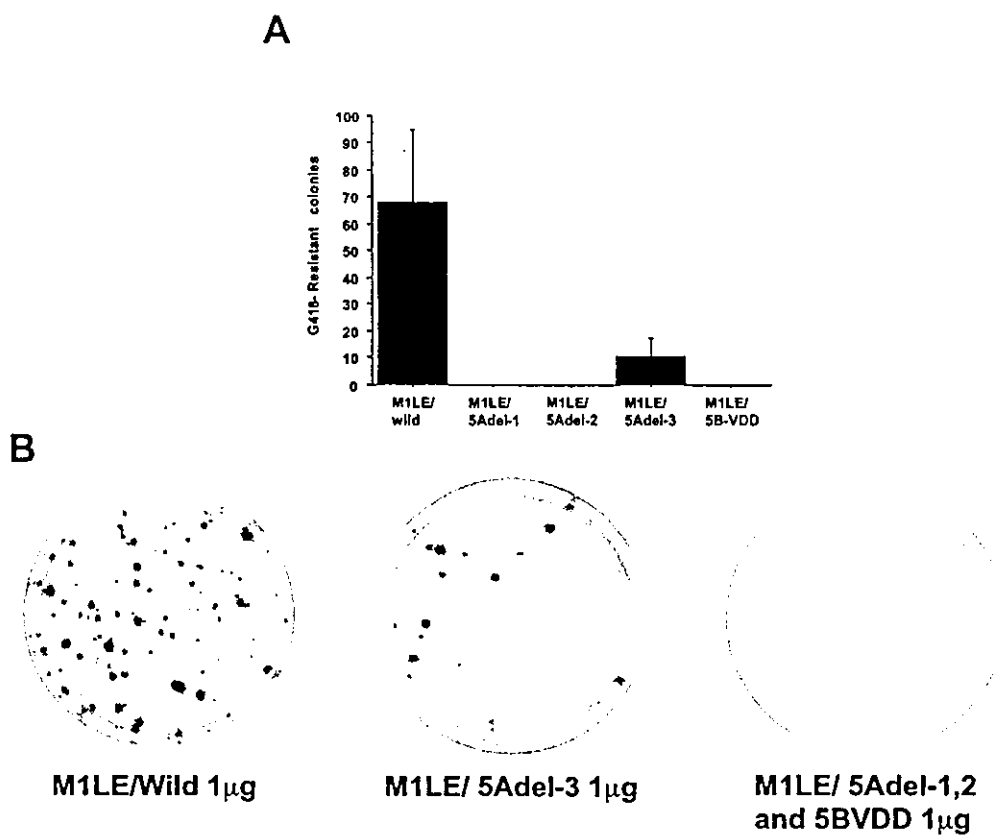 A
100
90
80
70
60
50
40
30
20
10
0
G418- Resistant colonies
M1LE/ wild
M1LE/ 5Adel-1
M1LE/ 5Adel-2
M1LE/ 5Adel-3
M1LE/ 5B-VDD
B
M1LE/Wild 1µg
M1LE/ 5Adel-3 1µg
M1LE/ 5Adel-1,2
and 5BVDD 1µg